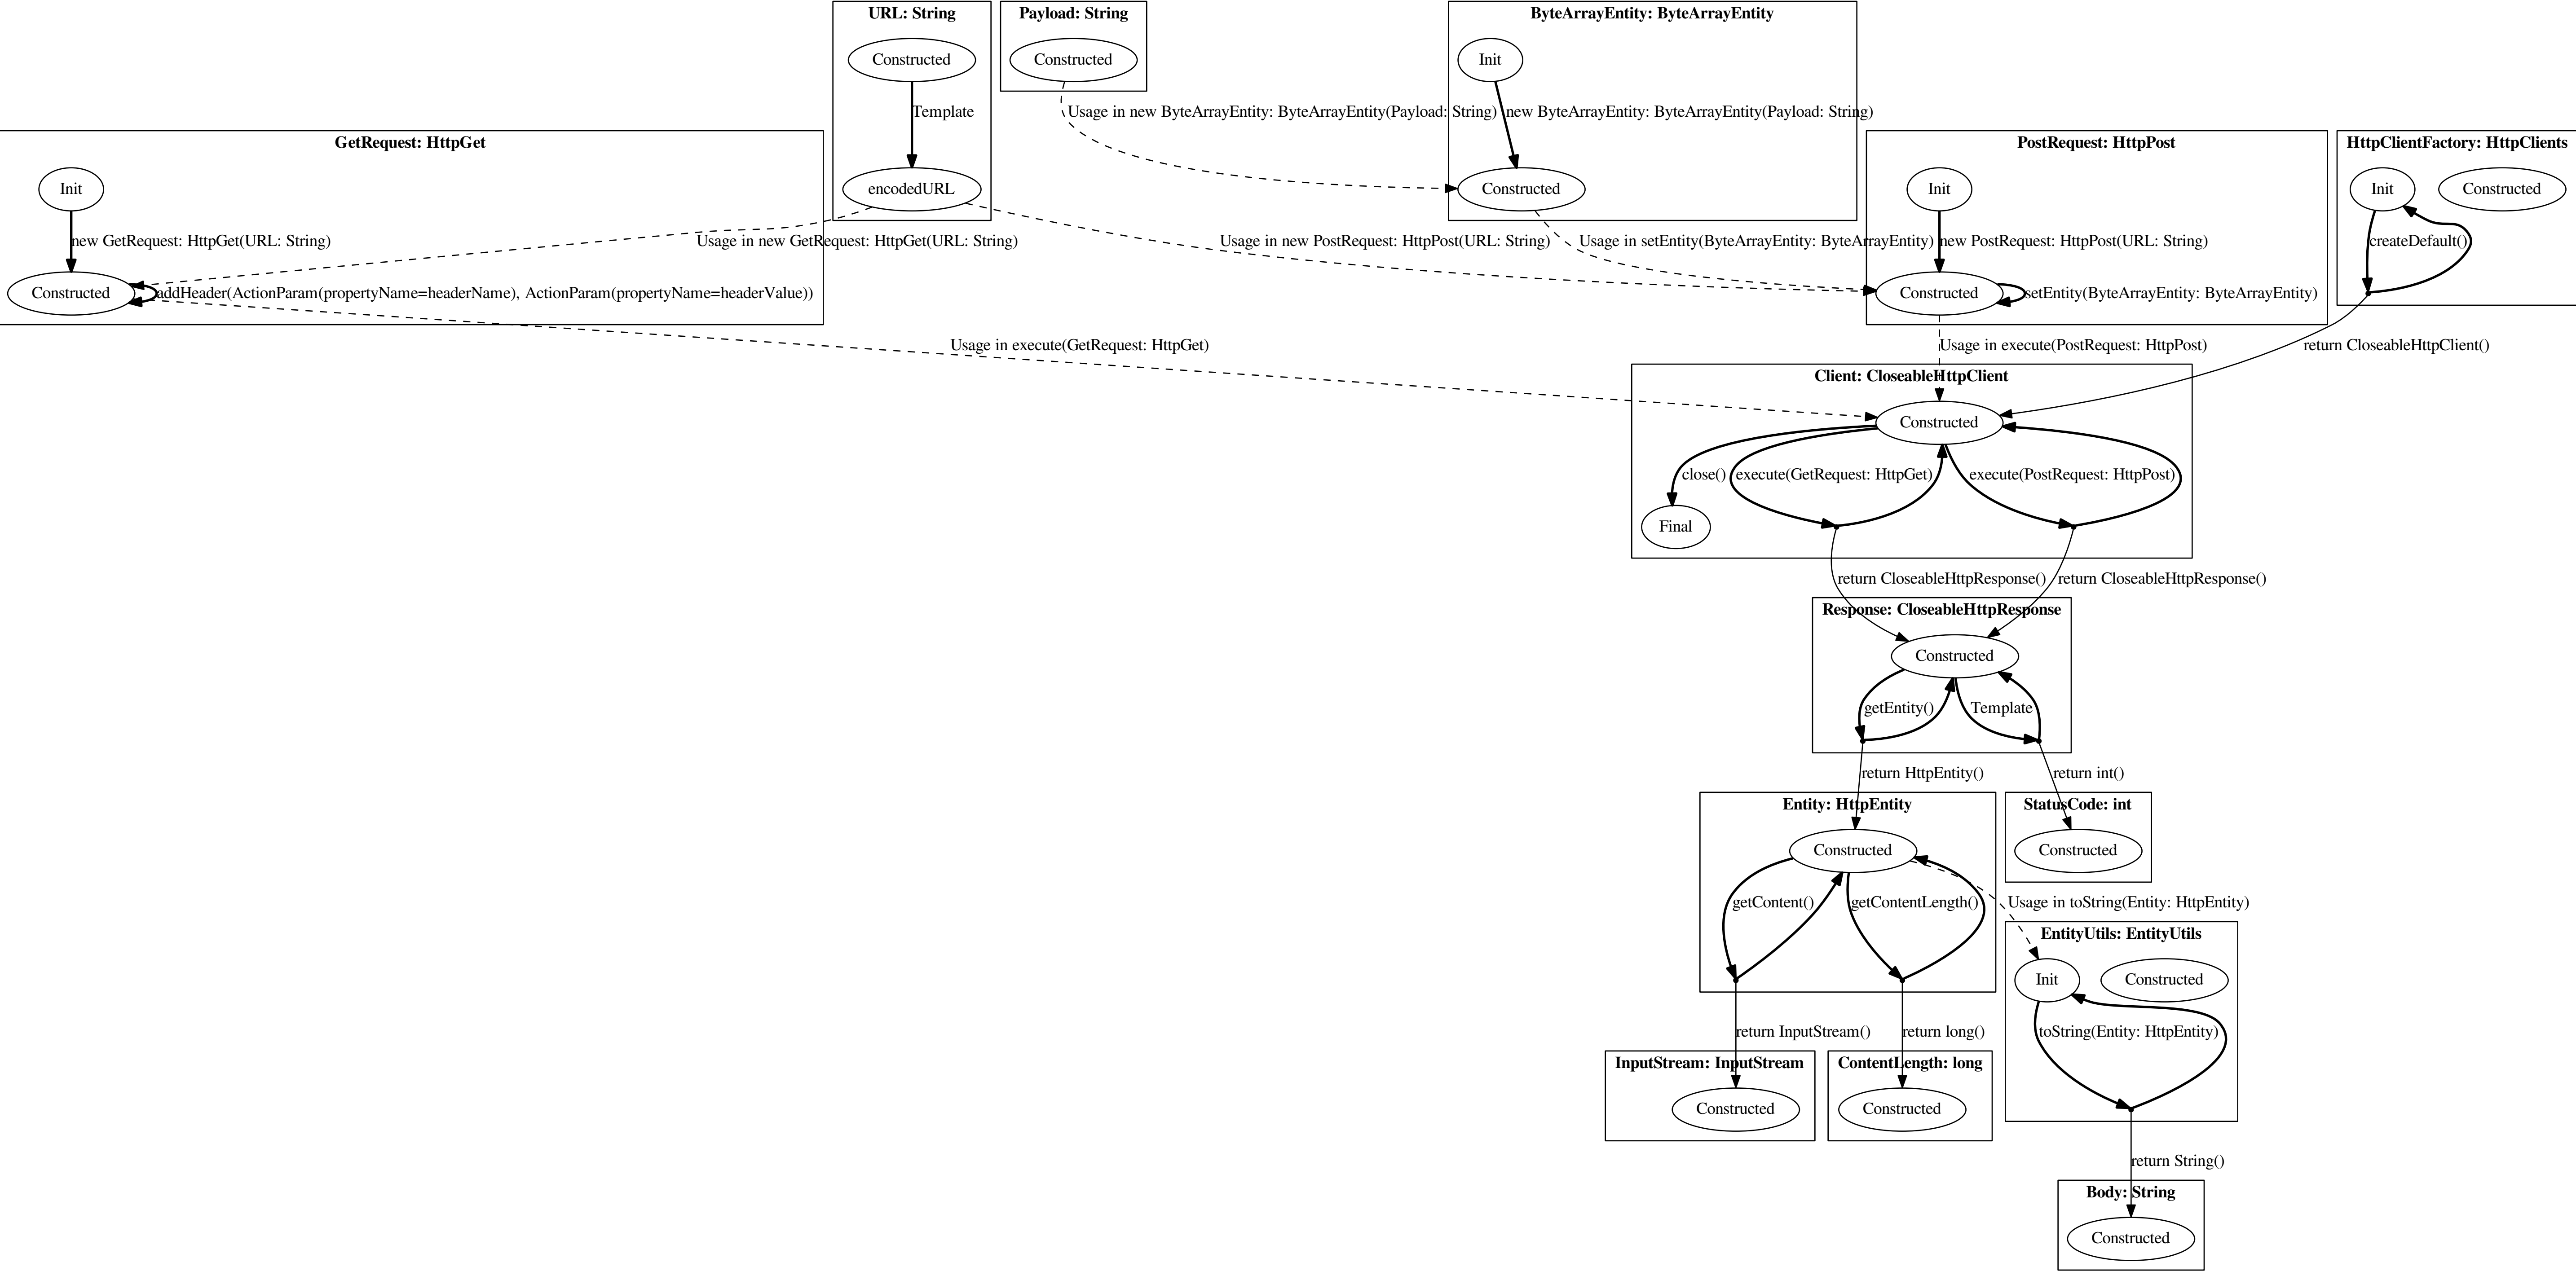 URL: String
Payload: String
ByteArrayEntity: ByteArrayEntity
Constructed
Constructed
Init
Template
Usage in new ByteArrayEntity: ByteArrayEntity(Payload: String)
new ByteArrayEntity: ByteArrayEntity(Payload: String)
GetRequest: HttpGet
PostRequest: HttpPost
HttpClientFactory: HttpClients
Init
encodedURL
Constructed
Init
Init
Constructed
new GetRequest: HttpGet(URL: String)
Usage in new GetRequest: HttpGet(URL: String)
Usage in new PostRequest: HttpPost(URL: String)
Usage in setEntity(ByteArrayEntity: ByteArrayEntity)
new PostRequest: HttpPost(URL: String)
createDefault()
Constructed
addHeader(ActionParam(propertyName=headerName), ActionParam(propertyName=headerValue))
Constructed
setEntity(ByteArrayEntity: ByteArrayEntity)
Usage in execute(GetRequest: HttpGet)
Usage in execute(PostRequest: HttpPost)
return CloseableHttpClient()
Client: CloseableHttpClient
Constructed
close()
execute(GetRequest: HttpGet)
execute(PostRequest: HttpPost)
Final
return CloseableHttpResponse()
return CloseableHttpResponse()
Response: CloseableHttpResponse
Constructed
getEntity()
Template
return HttpEntity()
return int()
Entity: HttpEntity
StatusCode: int
Constructed
Constructed
getContent()
getContentLength()
Usage in toString(Entity: HttpEntity)
EntityUtils: EntityUtils
Init
Constructed
return InputStream()
return long()
toString(Entity: HttpEntity)
InputStream: InputStream
ContentLength: long
Constructed
Constructed
return String()
Body: String
Constructed